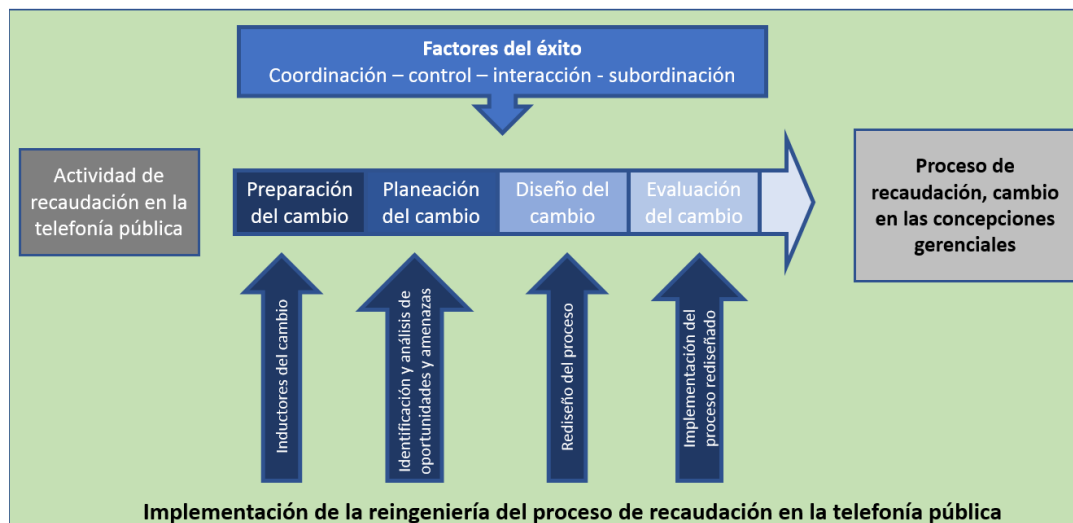 Factores del éxito
Coordinación – control – interacción - subordinación
Actividad de
recaudación en la
telefonía pública
Preparación
del cambio
Planeación
del cambio
Diseño del
cambio
Evaluación
del cambio
Proceso de
recaudación, cambio
en las concepciones
gerenciales
Inductores del cambio
Identificación y análisis de
oportunidades y amenazas
Rediseño del proceso
Implementación del
proceso rediseñado
Implementación de la reingeniería del proceso de recaudación en la telefonía pública